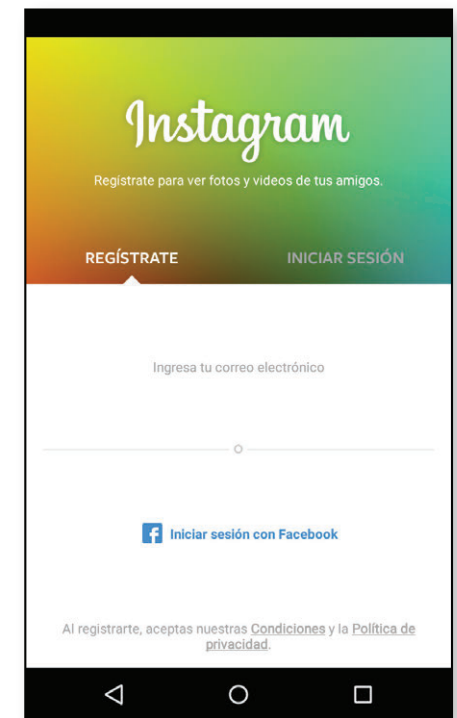 Instagram
Regístrate para ver fotos y videos de tus amigos.
REGÍSTRATE INICIAR SESIÓN
Ingresa tu correo electrónico
o
Iniciar sesión con Facebook
Al registrarte, aceptas nuestras Condiciones y la Política de
privacidad.